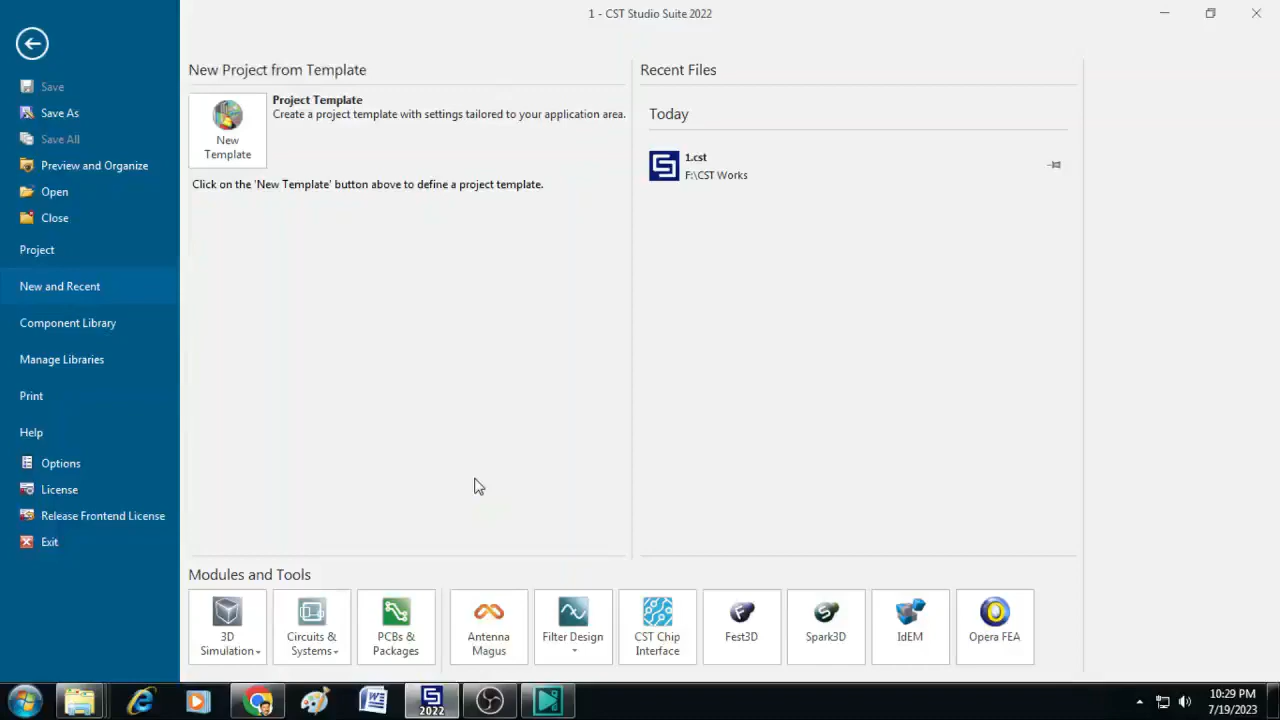 1 - CST Studio Suite 2022
Save
Save As
Save All
Preview and Organize
Open
Close
Project
New and Recent
Component Library
Manage Libraries
Print
Help
Options
License
Release Frontend License
Exit
New Project from Template
New
Template
Project Template
Create a project template with settings tailored to your application area.
Click on the 'New Template' button above to define a project template.
Recent Files
Today
1.cst
F:\CST Works
Modules and Tools
3D
Simulation
Circuits &
Systems
PCBs &
Packages
Antenna
Magus
Filter Design
CST Chip
Interface
Fest3D
Spark3D
IdEM
Opera FEA
2022
10:29 PM
7/19/2023